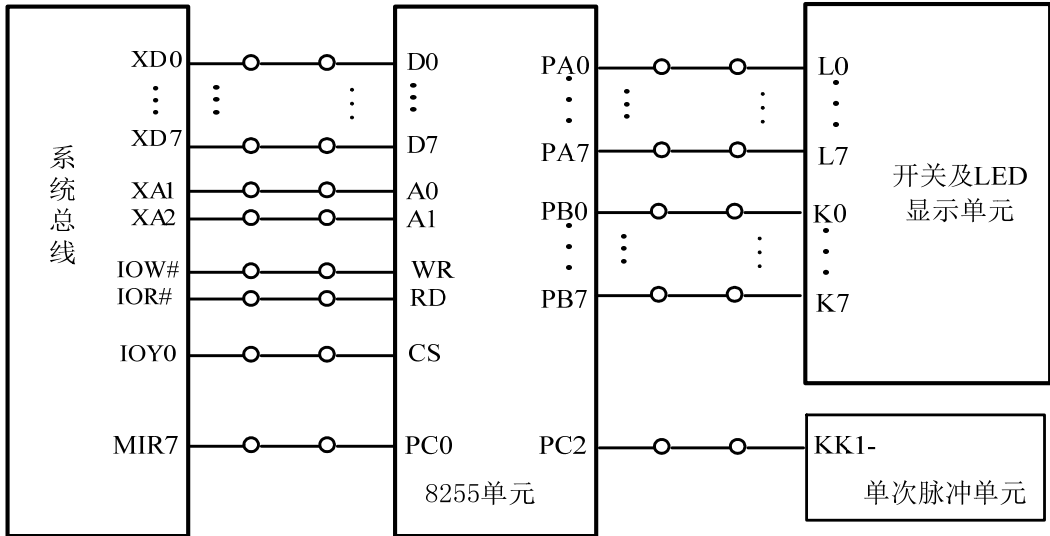 XD0
XD7
XA1
XA2
IOW#
IOR#
IOY0
MIR7
系统总线
D0
D7
A0
A1
WR
RD
CS
PC0
PA0
PA7
PB0
PB7
PC2
8255单元
L0
L7
K0
K7
开关及LED
显示单元
KK1-
单次脉冲单元